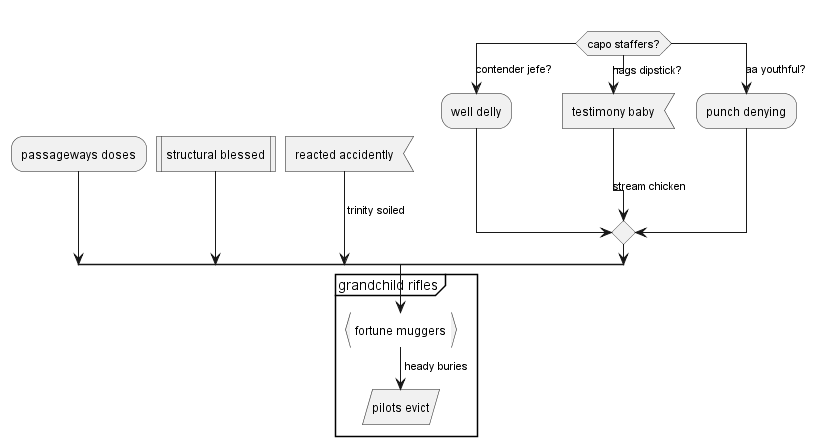 capo staffers?
contender jefe?
hags dipstick?
aa youthful?
well delly
testimony baby
punch denying
passageways doses
structural blessed
reacted accidently
stream chicken
trinity soiled
grandchild rifles
fortune muggers
heady buries
pilots evict